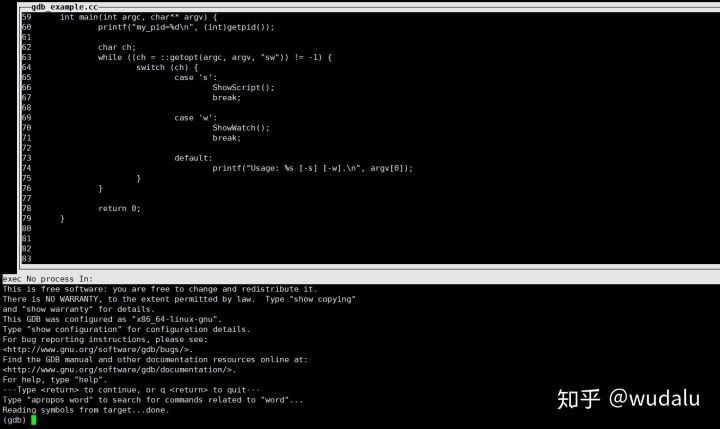 gdb_example.cc
59 int main(int argc, char** argv) {
60 printf("my_pid=%d\n", (int)getpid());
61
62 char ch;
63 while ((ch = ::getopt(argc, argv, "sw")) != -1) {
64 switch (ch) {
65 case 's':
66 ShowScript();
67 break;
68
69 case 'w':
70 ShowWatch();
71 break;
72
73 default:
74 printf("Usage: %s [-s] [-w].\n", argv[0]);
75 }
76 }
77
78 return 0;
79 }
80
81
82
83
exec No process In:
This is free software: you are free to change and redistribute it.
There is NO WARRANTY, to the extent permitted by law.  Type "show copying"
and "show warranty" for details.
This GDB was configured as "x86_64-linux-gnu".
Type "show configuration" for configuration details.
For bug reporting instructions, please see:
<http://www.gnu.org/software/gdb/bugs/>.
Find the GDB manual and other documentation resources online at:
<http://www.gnu.org/software/gdb/documentation/>.
For help, type "help".
---Type <return> to continue, or q <return> to quit---
Type "apropos word" to search for commands related to "word"...
Reading symbols from target...done.
(gdb)
知乎 @wudalu